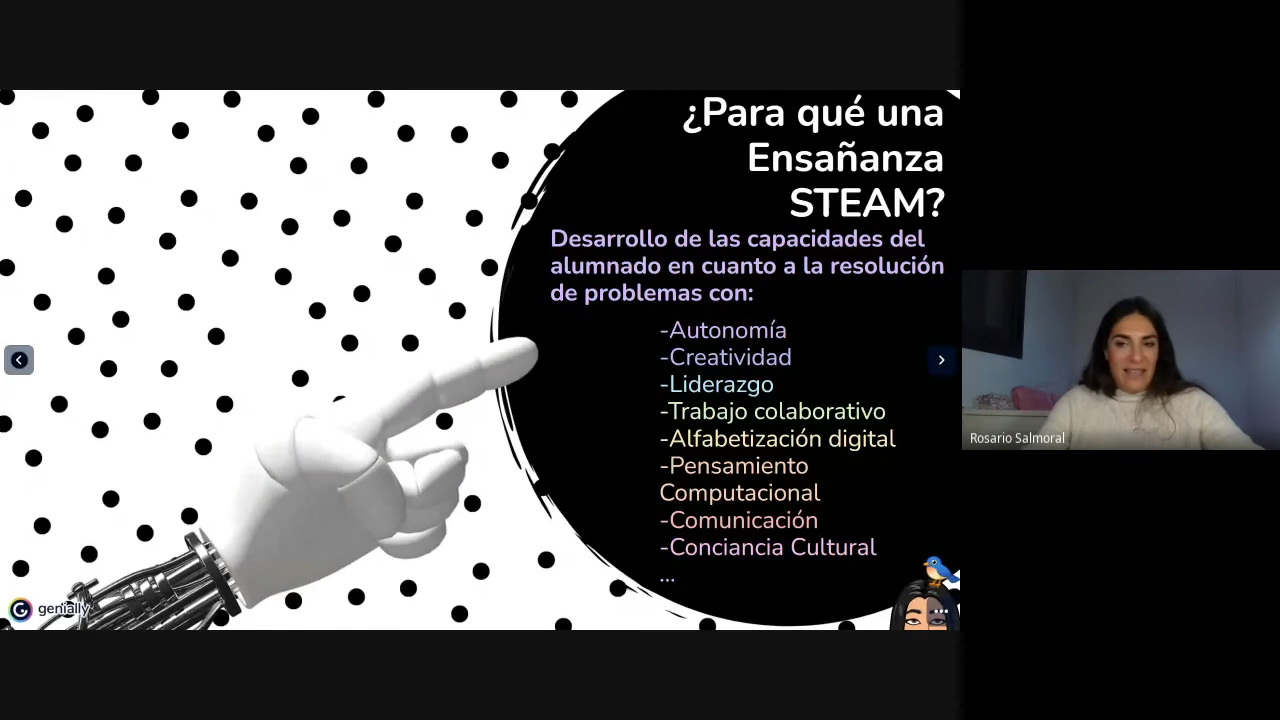 ¿Para qué una
Ensañanza
STEAM?
Desarrollo de las capacidades del
alumnado en cuanto a la resolución
de problemas con:
-Autonomía
-Creatividad
-Liderazgo
-Trabajo colaborativo
-Alfabetización digital
-Pensamiento
Computacional
-Comunicación
-Conciancia Cultural
...
genially
Rosario Salmoral